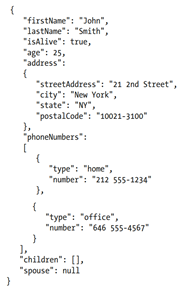 {
"firstName": "John",
"lastName": "Smith",
"isAlive": true,
"age": 25,
"address":
{
"streetAddress": "21 2nd Street",
"city": "New York",
"state": "NY",
"postalCode": "10021-3100"
},
"phoneNumbers":
[
{
"type": "home",
"number": "212 555-1234"
},
{
"type": "office",
"number": "646 555-4567"
}
],
"children": [],
"spouse": null
}